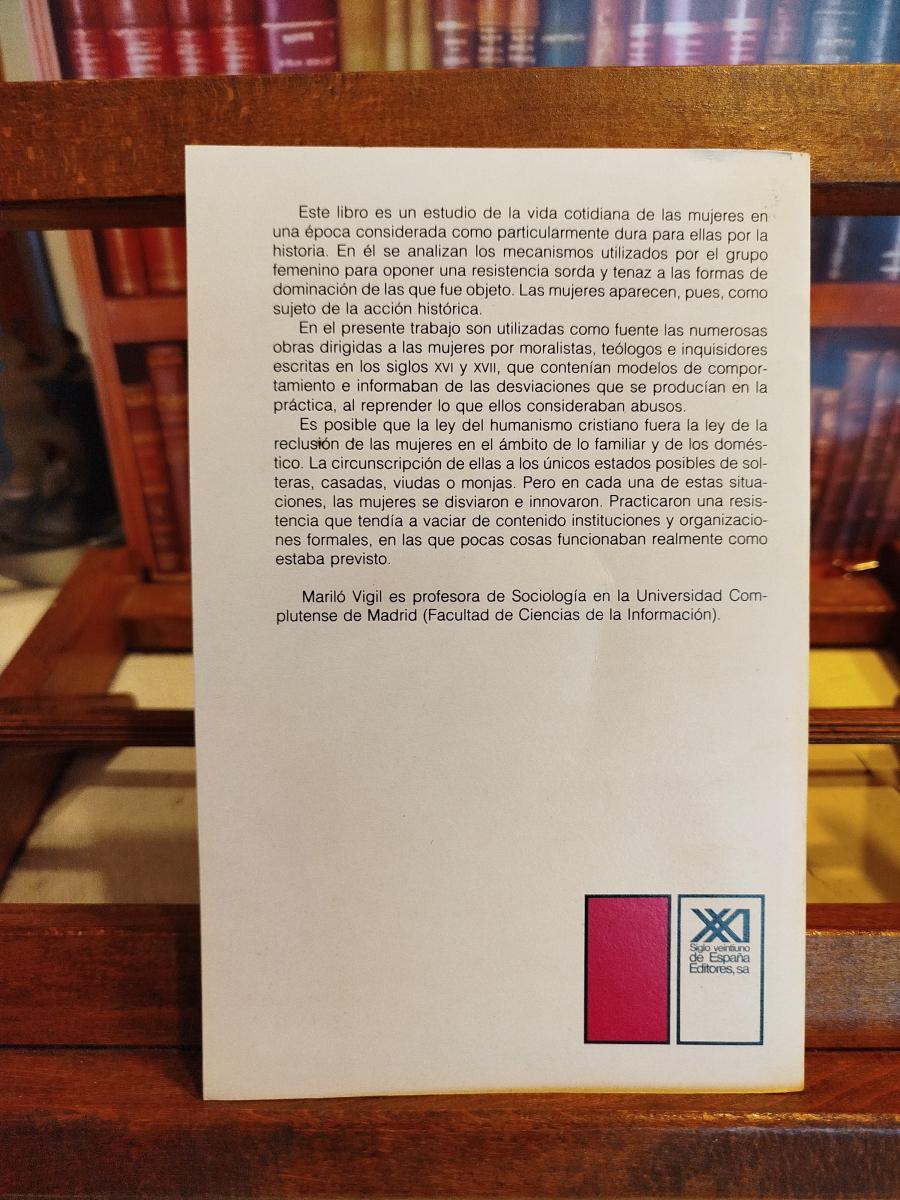 Este libro es un estudio de la vida cotidiana de las mujeres en
una época considerada como particularmente dura para ellas por la
historia. En él se analizan los mecanismos utilizados por el grupo
femenino para oponer una resistencia sorda y tenaz a las formas de
dominación de las que fue objeto. Las mujeres aparecen, pues, como
sujeto de la acción histórica.
En el presente trabajo son utilizadas como fuente las numerosas
obras dirigidas a las mujeres por moralistas, teólogos e inquisidores
escritas en los siglos XVI y XVII, que contenían modelos de compor-
tamiento e informaban de las desviaciones que se producían en la
práctica, al reprender lo que ellos consideraban abusos.
Es posible que la ley del humanismo cristiano fuera la ley de la
reclusión de las mujeres en el ámbito de lo familiar y de los domés-
tico. La circunscripción de ellas a los únicos estados posibles de sol-
teras, casadas, viudas o monjas. Pero en cada una de estas situa-
ciones, las mujeres se disviaron e innovaron. Practicaron una resis-
tencia que tendía a vaciar de contenido instituciones y organizacio-
nes formales, en las que pocas cosas funcionaban realmente como
estaba previsto.
Mariló Vigil es profesora de Sociología en la Universidad Com-
plutense de Madrid (Facultad de Ciencias de la Información).
XXI
Siglo veintiuno
de España
Editores, sa